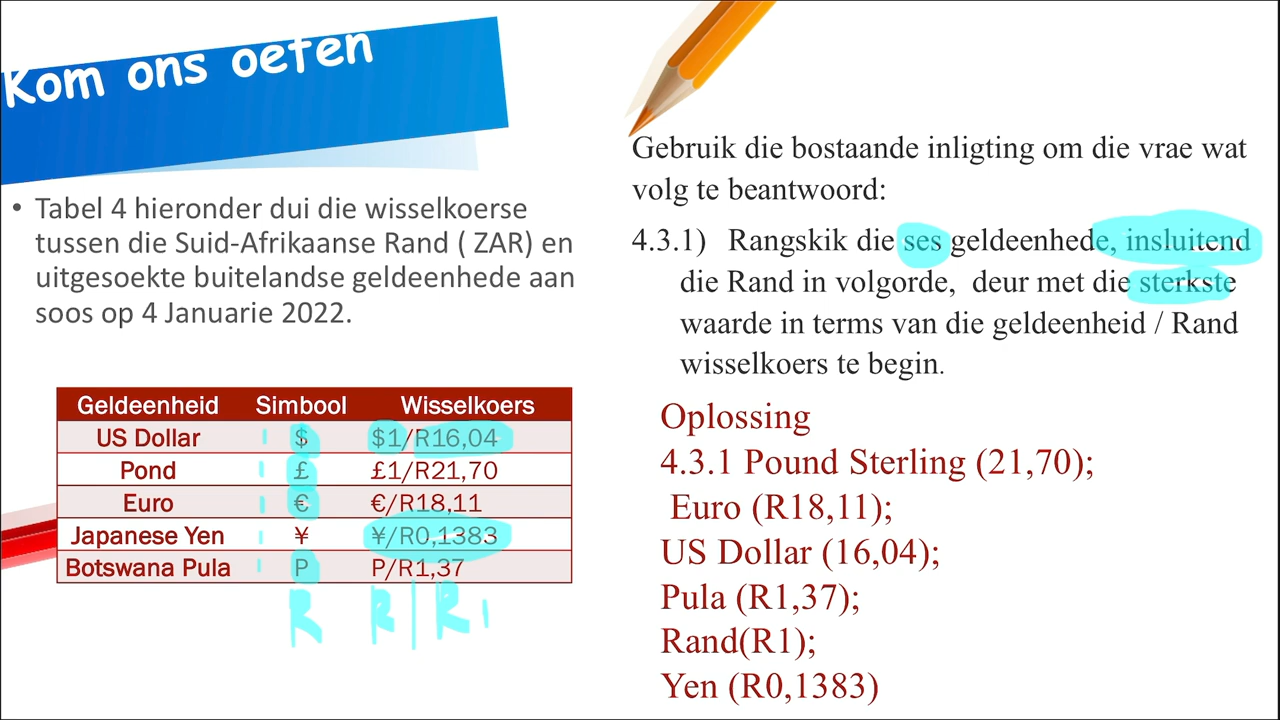 Kom ons oefen
• Tabel 4 hieronder dui die wisselkoerse
tussen die Suid-Afrikaanse Rand ( ZAR) en
uitgesoekte buitelandse geldeenhede aan
soos op 4 Januarie 2022.
Geldeenheid Simbool Wisselkoers
US Dollar $ $1/R16,04
Pond £ £1/R21,70
Euro € €/R18,11
Japanese Yen ¥ ¥/R0,1383
Botswana Pula P P/R1,37
R R/R1
Gebruik die bostaande inligting om die vrae wat
volg te beantwoord:
4.3.1) Rangskik die ses geldeenhede, insluitend
die Rand in volgorde, deur met die sterkste
waarde in terms van die geldeenheid / Rand
wisselkoers te begin.
Oplossing
4.3.1 Pound Sterling (21,70);
Euro (R18,11);
US Dollar (16,04);
Pula (R1,37);
Rand(R1);
Yen (R0,1383)